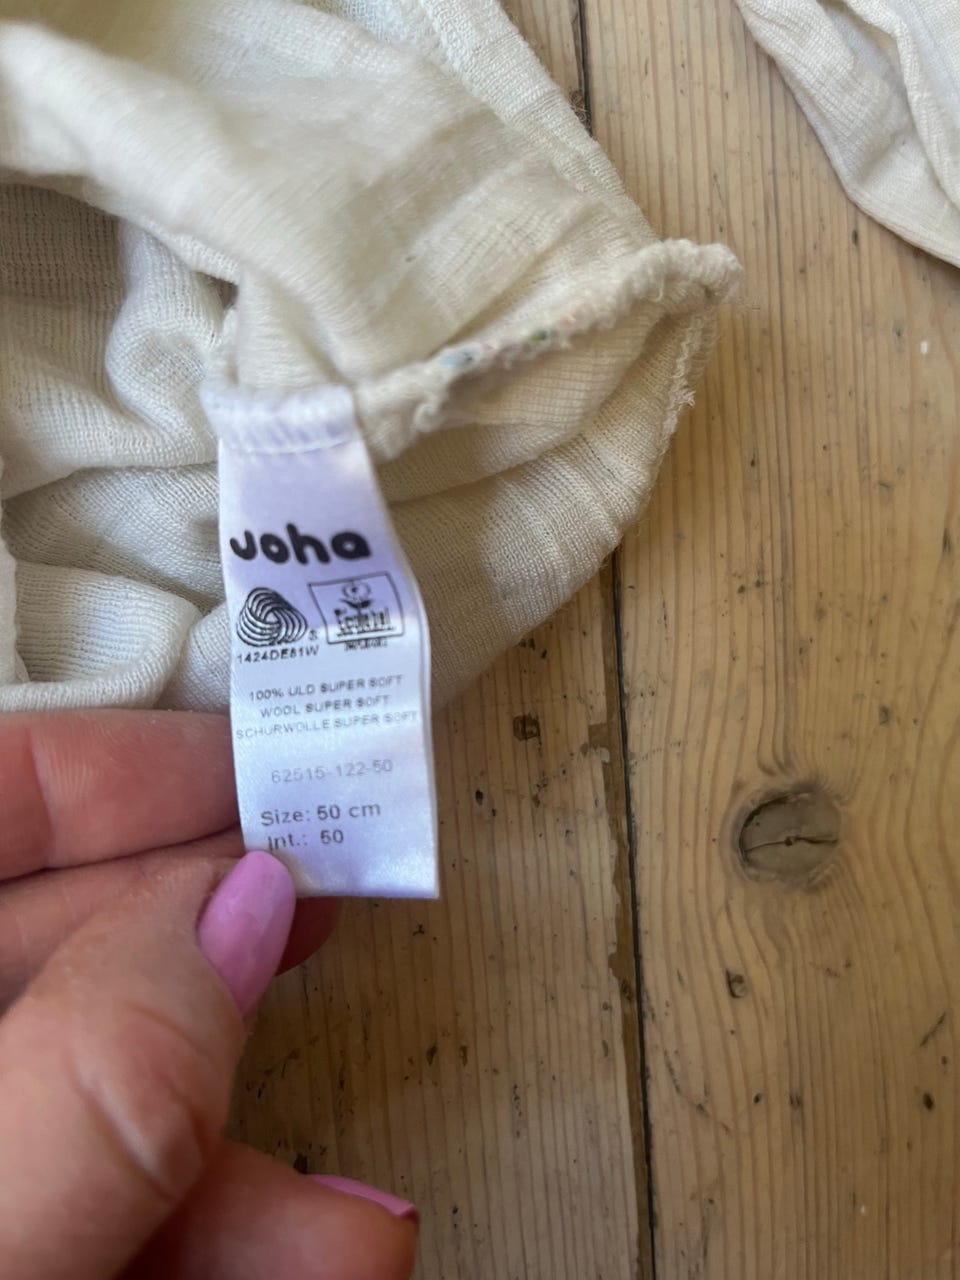 Joha
1424DE81W
100% ULD SUPER SOFT
WOOL SUPER SOFT
SCHURWOLLE SUPER SOFT
62515-122-50
Size: 50 cm
Int.: 50